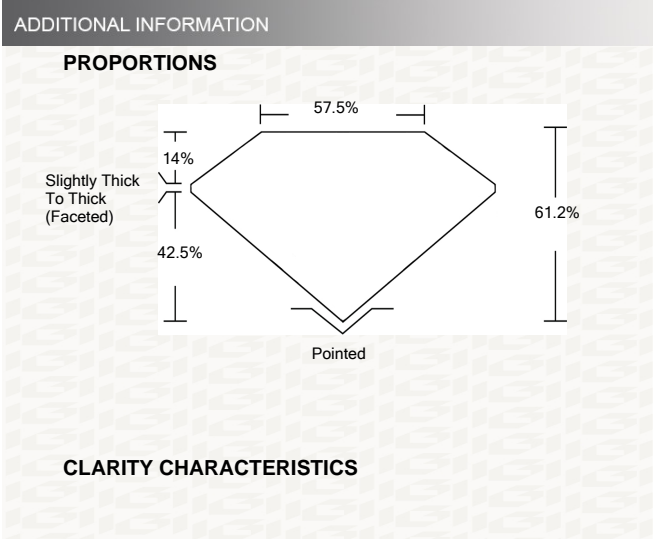 ADDITIONAL INFORMATION
PROPORTIONS
57.5%
14%
Slightly Thick
To Thick
(Faceted)
61.2%
42.5%
Pointed
CLARITY CHARACTERISTICS